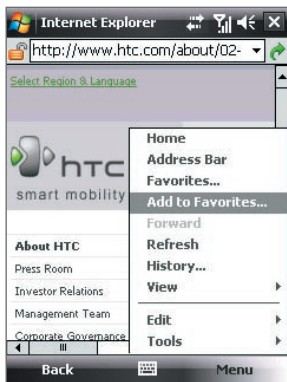 Internet Explorer
http://www.htc.com/about/02-
Select Region & Language
hTC
smart mobility
Home
Address Bar
Favorites...
Add to Favorites...
Forward
Refresh
History...
View
Edit
Tools
About HTC
Press Room
Investor Relations
Management Team
Corporate Governance
Back
Menu